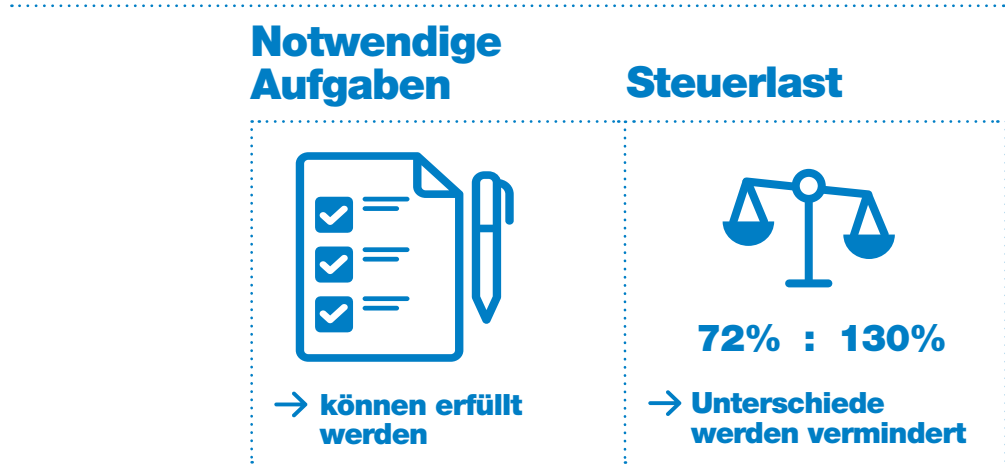 Notwendige
Aufgaben
Steuerlast
72% : 130%
→ können erfüllt
werden
→ Unterschiede
werden vermindert